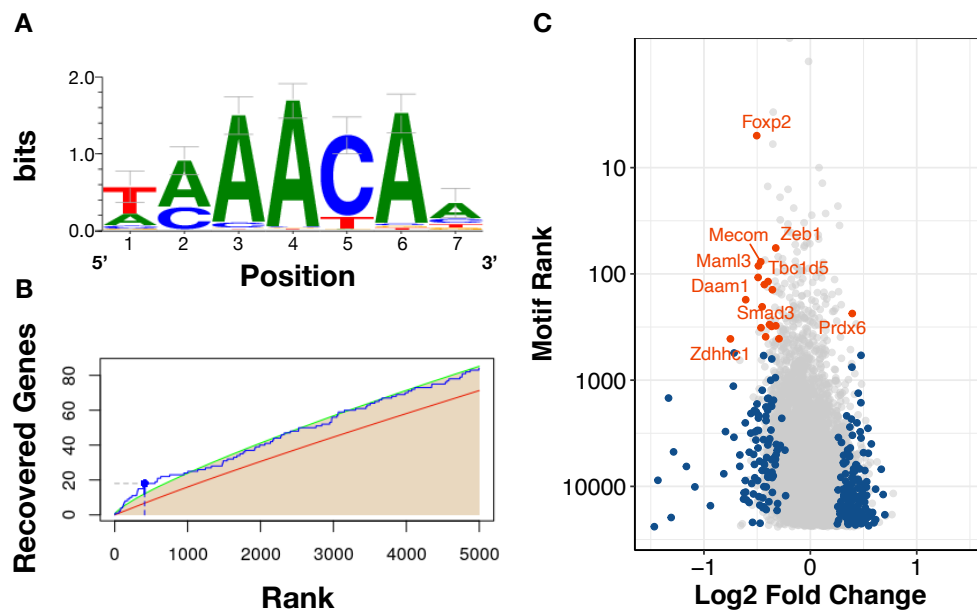 A
bits
2.0
1.0
0.0
TAAACAA
AC
1 2 3 4 5 6 7
5’ 3’
Position
B
Recovered Genes
80
60
40
20
0
0 1000 2000 3000 4000 5000
Rank
C
Motif Rank
10
100
1000
10000
Foxp2
Zeb1
Mecom
Maml3
Tbc1d5
Daam1
Smad3
Prdx6
Zdhhc1
−1 0 1
Log2 Fold Change